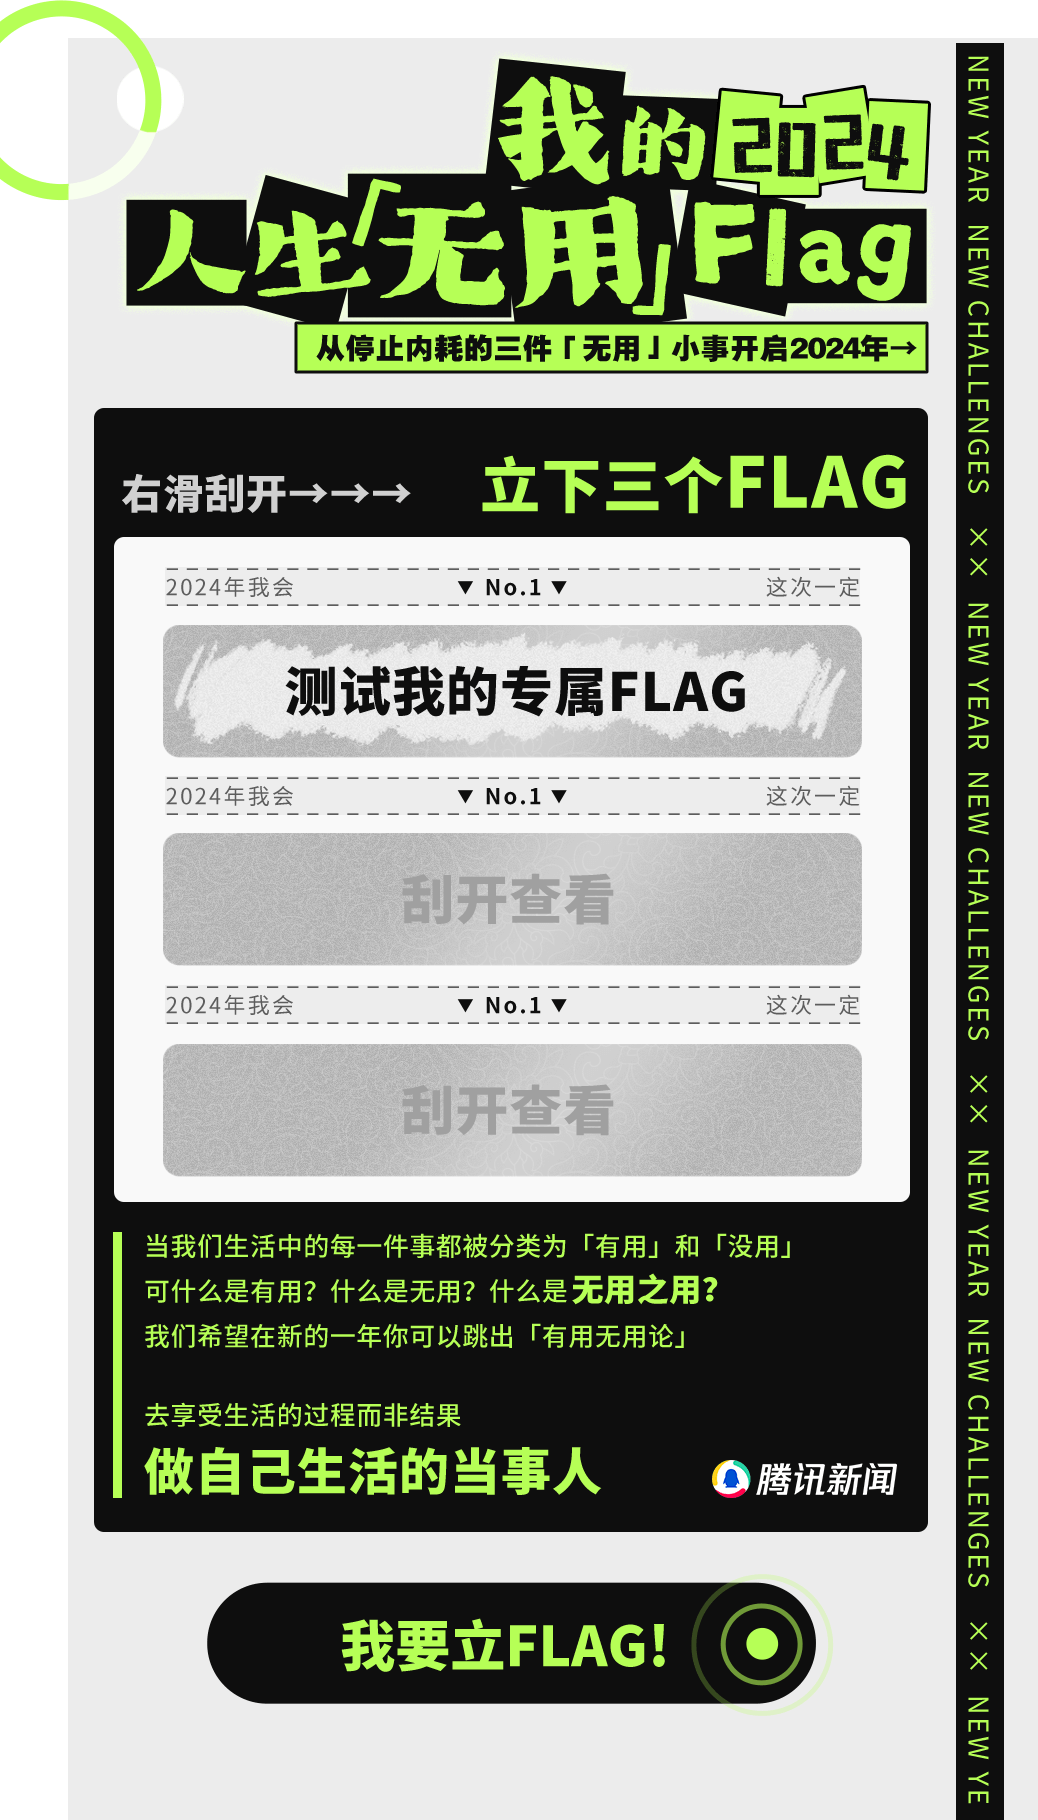 我的2024
人生「无用」Flag
从停止内耗的三件「无用」小事开启2024年→
右滑刮开→→→ 立下三个FLAG
2024年我会 ▼ No.1 ▼ 这次一定
测试我的专属FLAG
2024年我会 ▼ No.1 ▼ 这次一定
刮开查看
2024年我会 ▼ No.1 ▼ 这次一定
刮开查看
当我们生活中的每一件事都被分类为「有用」和「没用」
可什么是有用？什么是无用？什么是无用之用？
我们希望在新的一年你可以跳出「有用无用论」
去享受生活的过程而非结果
做自己生活的当事人
腾讯新闻
我要立FLAG!
NEW YEAR NEW CHALLENGES ×× NEW YEAR NEW CHALLENGES ×× NEW YEAR NEW CHALLENGES ×× NEW YE